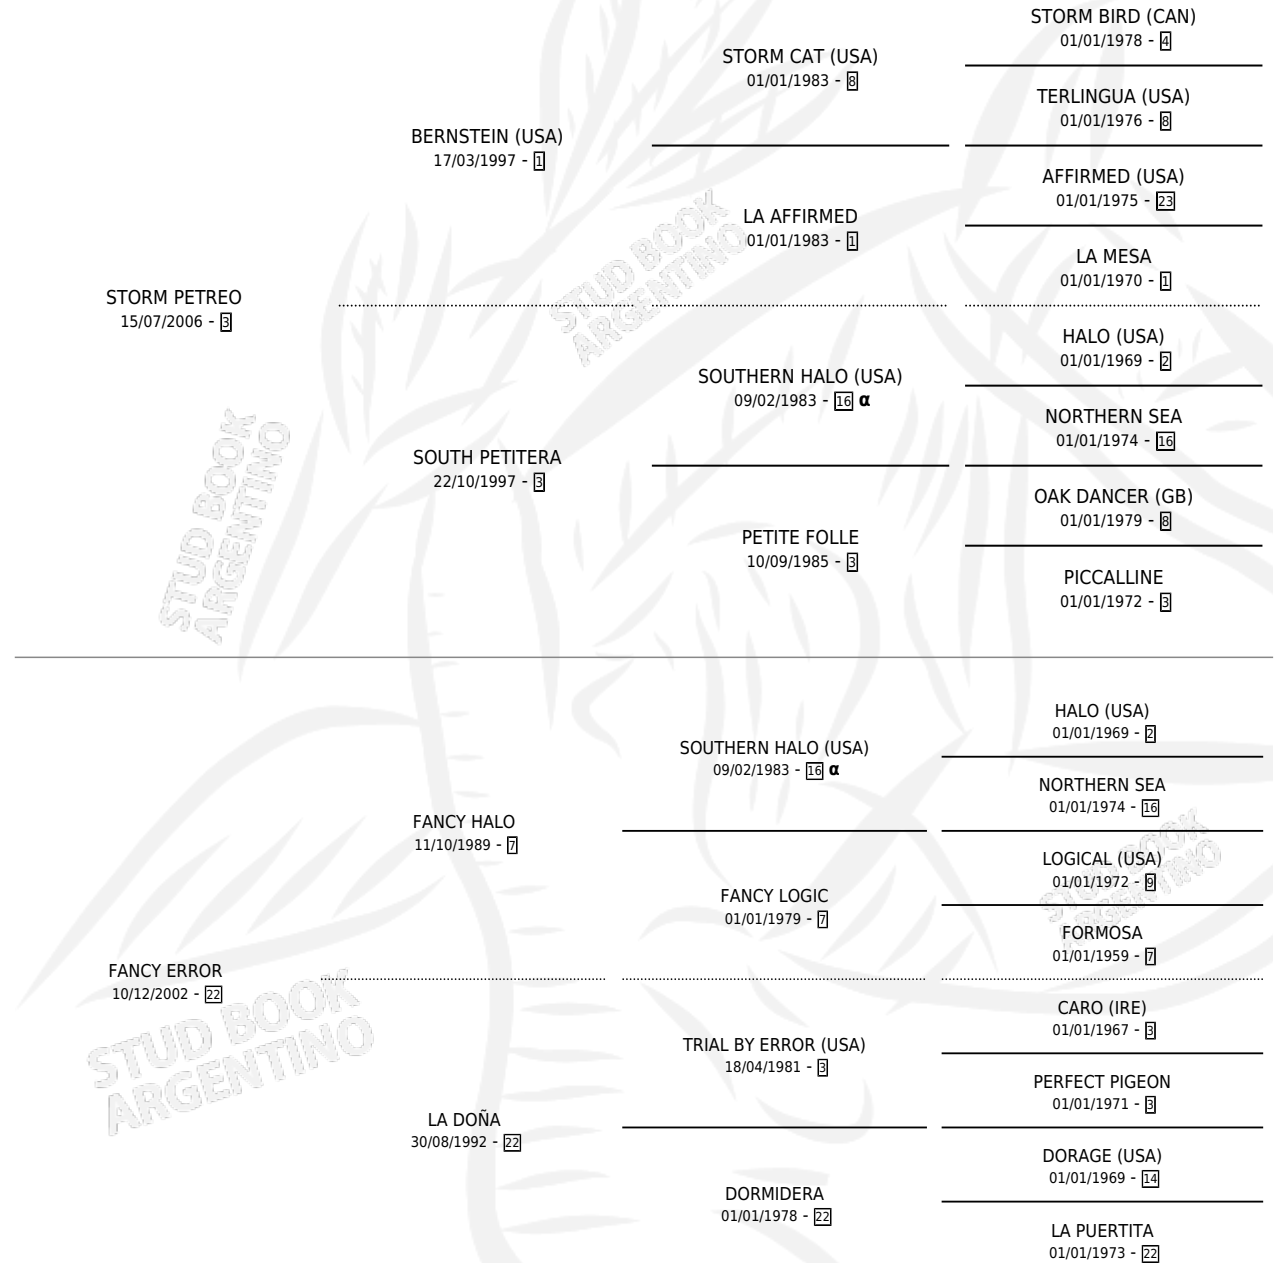 STORM BIRD (CAN)
01/01/1978 - 4
STORM CAT (USA)
01/01/1983 - 8
TERLINGUA (USA)
01/01/1976 - 8
BERNSTEIN (USA)
17/03/1997 - 1
AFFIRMED (USA)
01/01/1975 - 23
LA AFFIRMED
01/01/1983 - 1
LA MESA
01/01/1970 - 1
STORM PETREO
15/07/2006 - 3
HALO (USA)
01/01/1969 - 2
SOUTHERN HALO (USA)
09/02/1983 - 16 α
NORTHERN SEA
01/01/1974 - 16
SOUTH PETITERA
22/10/1997 - 3
OAK DANCER (GB)
01/01/1979 - 8
PETITE FOLLE
10/09/1985 - 3
PICCALLINE
01/01/1972 - 3
HALO (USA)
01/01/1969 - 2
SOUTHERN HALO (USA)
09/02/1983 - 16 α
NORTHERN SEA
01/01/1974 - 16
FANCY HALO
11/10/1989 - 7
LOGICAL (USA)
01/01/1972 - 9
FANCY LOGIC
01/01/1979 - 7
FORMOSA
01/01/1959 - 7
FANCY ERROR
10/12/2002 - 22
CARO (IRE)
01/01/1967 - 3
TRIAL BY ERROR (USA)
18/04/1981 - 3
PERFECT PIGEON
01/01/1971 - 3
LA DOÑA
30/08/1992 - 22
DORAGE (USA)
01/01/1969 - 14
DORMIDERA
01/01/1978 - 22
LA PUERTITA
01/01/1973 - 22
STUD BOOK
ARGENTINO
STUD BOOK
ARGENTINO
STUD BOOK
ARGENTINO
STUD BOOK
ARGENTINO